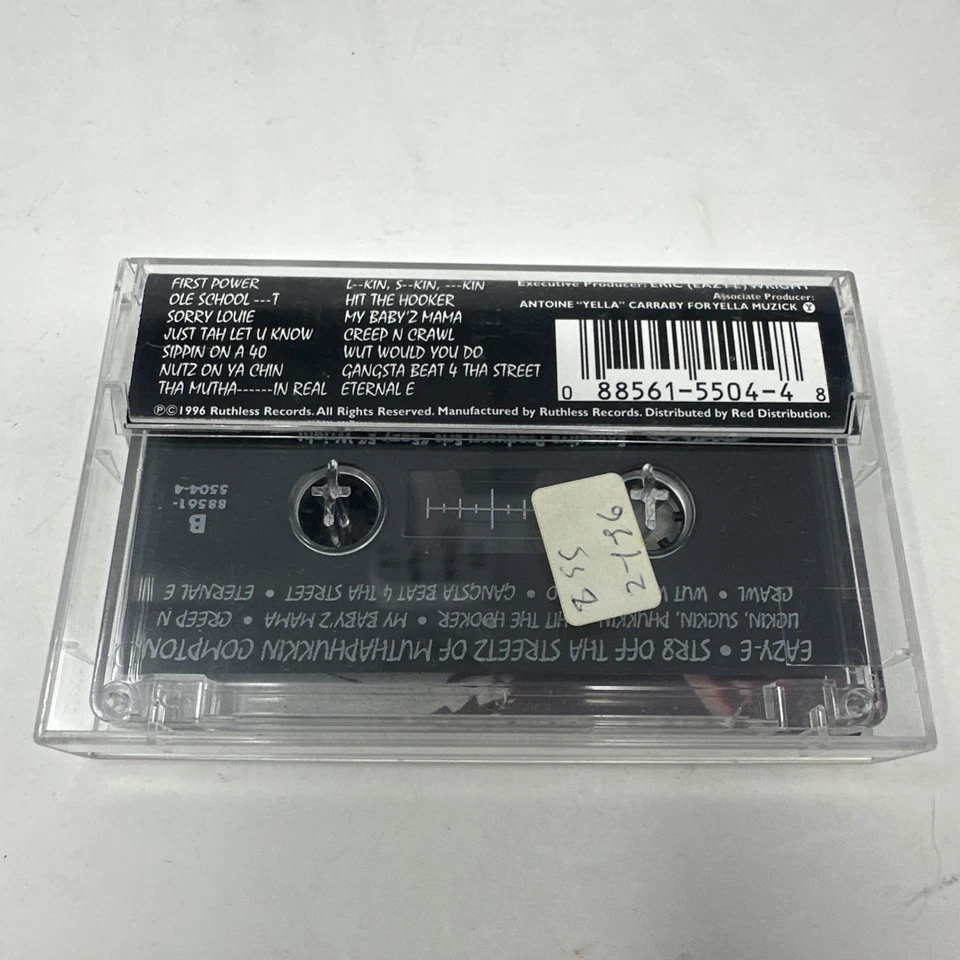 FIRST POWER
OLE SCHOOL ---T
SORRY LOUIE
JUST TAH LET U KNOW
SIPPIN ON A 40
NUTZ ON YA CHIN
THA MUTHA------IN REAL
L--KIN, S--KIN, ---KIN
HIT THE HOOKER
MY BABY'Z MAMA
CREEP N CRAWL
WUT WOULD YOU DO
GANGSTA BEAT 4 THA STREET
ETERNAL E
Executive Producer: ERIC (EAZY-E) WRIGHT
Associate Producer:
ANTOINE "YELLA" CARRABY FOR YELLA MUZICK Y
0 88561-5504-4 8
℗©1996 Ruthless Records. All Rights Reserved. Manufactured by Ruthless Records. Distributed by Red Distribution.
EAZY-E • STR8 OFF THA STREETZ OF MUTHAPHUKKIN COMPTON
LICKIN, SUCKIN, PHUKKIN • HIT THE HOOKER • MY BABY'Z MAMA • CREEP N
CRAWL • WUT • GANGSTA BEAT 4 THA STREET • ETERNAL E
B
88561-
5504-4
2-196